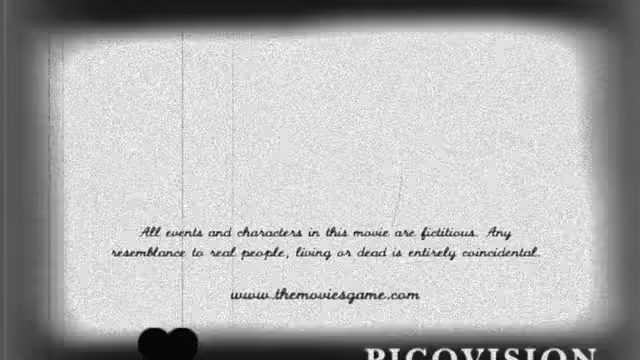 All events and characters in this movie are fictitious. Any
resemblance to real people, living or dead is entirely coincidental.
www.themoviesgame.com
PICOVISION